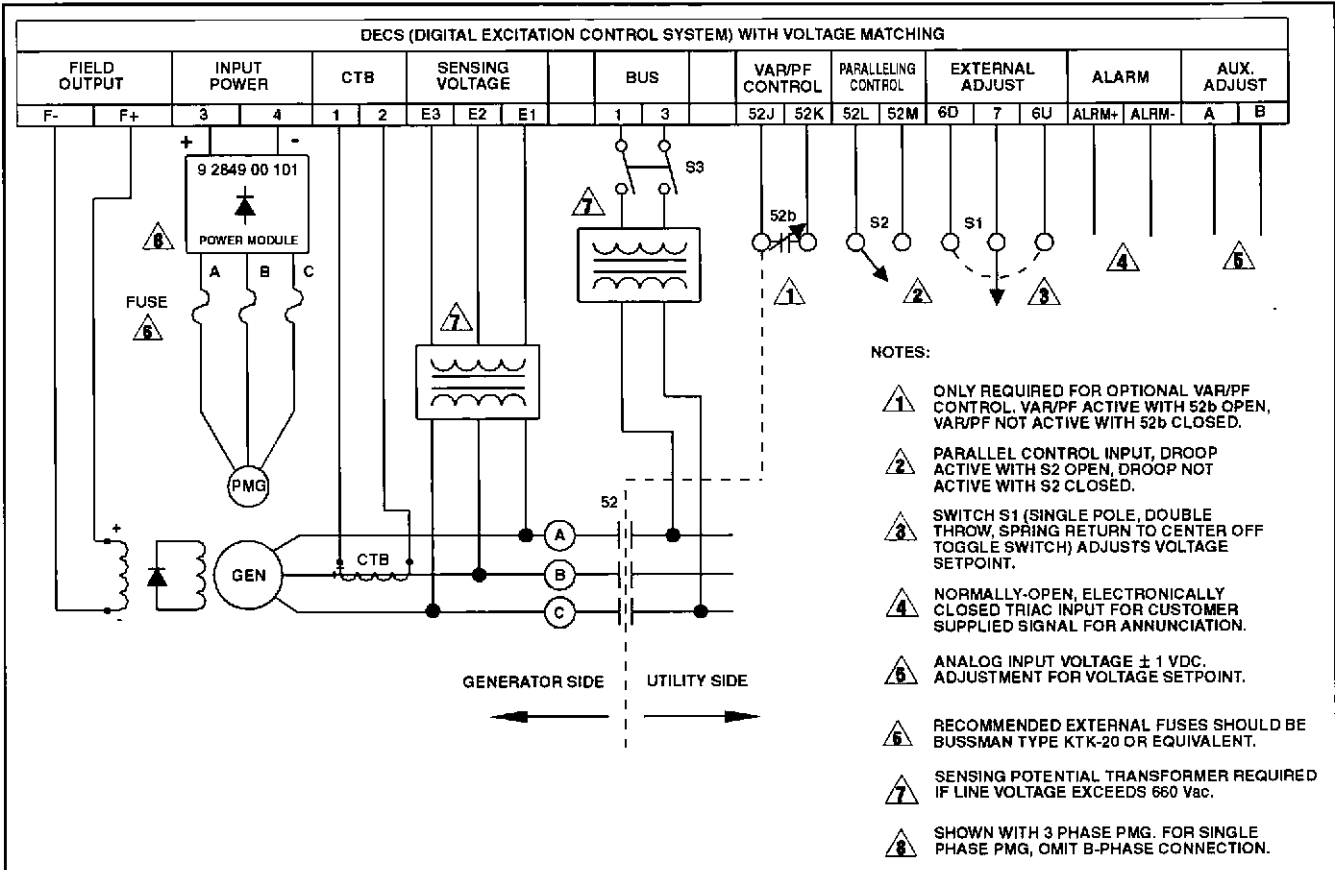 DECS (DIGITAL EXCITATION CONTROL SYSTEM) WITH VOLTAGE MATCHING
FIELD OUTPUT
INPUT POWER
CTB
SENSING VOLTAGE
BUS
VAR/PF CONTROL
PARALLELING CONTROL
EXTERNAL ADJUST
ALARM
AUX. ADJUST
F- F+ 3 4 1 2 E3 E2 E1 1 3 52J 52K 52L 52M 6D 7 6U ALRM+ ALRM- A B
+ -
9 2849 00 101
POWER MODULE
8
A B C
FUSE
6
PMG
7
7
S3
52b
1
S2
2
S1
3
4
5
52
+
-
GEN
CTB
A
B
C
GENERATOR SIDE
UTILITY SIDE
NOTES:
1 ONLY REQUIRED FOR OPTIONAL VAR/PF
CONTROL. VAR/PF ACTIVE WITH 52b OPEN,
VAR/PF NOT ACTIVE WITH 52b CLOSED.
2 PARALLEL CONTROL INPUT, DROOP
ACTIVE WITH S2 OPEN, DROOP NOT
ACTIVE WITH S2 CLOSED.
3 SWITCH S1 (SINGLE POLE, DOUBLE
THROW, SPRING RETURN TO CENTER OFF
TOGGLE SWITCH) ADJUSTS VOLTAGE
SETPOINT.
4 NORMALLY-OPEN, ELECTRONICALLY
CLOSED TRIAC INPUT FOR CUSTOMER
SUPPLIED SIGNAL FOR ANNUNCIATION.
5 ANALOG INPUT VOLTAGE ± 1 VDC.
ADJUSTMENT FOR VOLTAGE SETPOINT.
6 RECOMMENDED EXTERNAL FUSES SHOULD BE
BUSSMAN TYPE KTK-20 OR EQUIVALENT.
7 SENSING POTENTIAL TRANSFORMER REQUIRED
IF LINE VOLTAGE EXCEEDS 660 Vac.
8 SHOWN WITH 3 PHASE PMG. FOR SINGLE
PHASE PMG, OMIT B-PHASE CONNECTION.